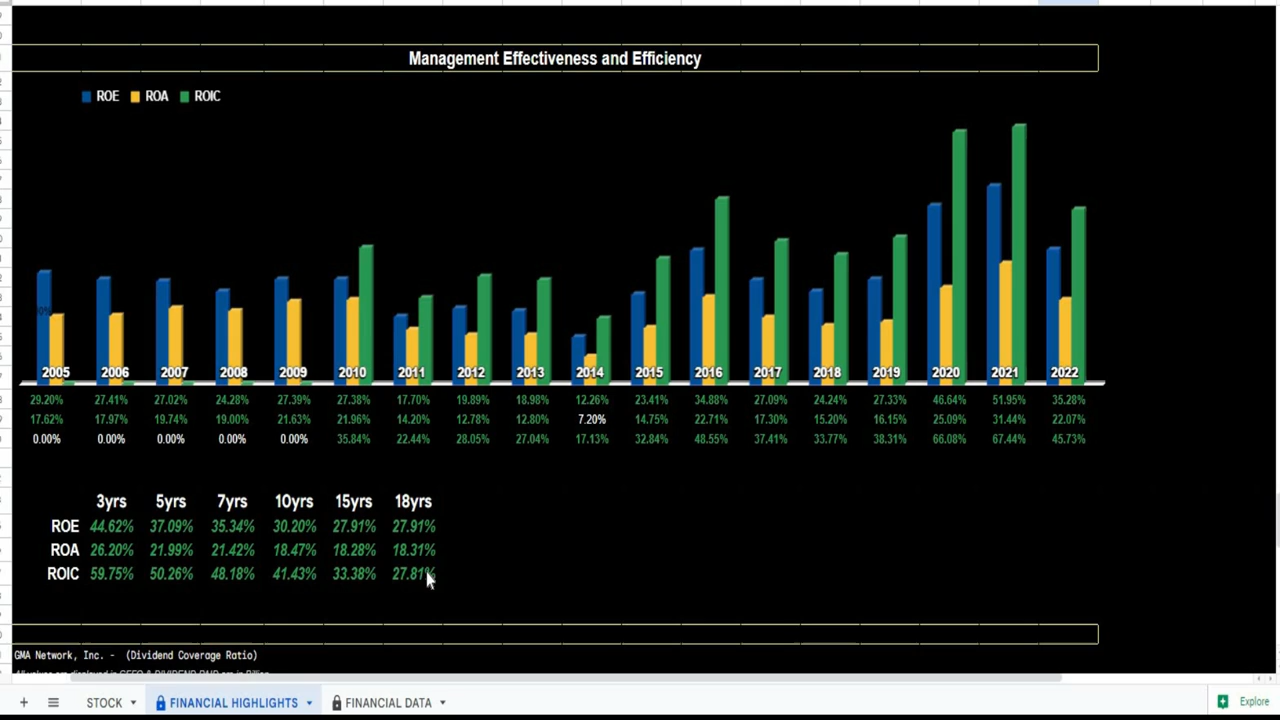 Management Effectiveness and Efficiency
ROE ROA ROIC
2005 2006 2007 2008 2009 2010 2011 2012 2013 2014 2015 2016 2017 2018 2019 2020 2021 2022
29.20% 27.41% 27.02% 24.28% 27.39% 27.38% 17.70% 19.89% 18.98% 12.26% 23.41% 34.88% 27.09% 24.24% 27.33% 46.64% 51.95% 35.28%
17.62% 17.97% 19.74% 19.00% 21.63% 21.96% 14.20% 12.78% 12.80% 7.20% 14.75% 22.71% 17.30% 15.20% 16.15% 25.09% 31.44% 22.07%
0.00% 0.00% 0.00% 0.00% 0.00% 35.84% 22.44% 28.05% 27.04% 17.13% 32.84% 48.55% 37.41% 33.77% 38.31% 66.08% 67.44% 45.73%
3yrs 5yrs 7yrs 10yrs 15yrs 18yrs
ROE 44.62% 37.09% 35.34% 30.20% 27.91% 27.91%
ROA 26.20% 21.99% 21.42% 18.47% 18.28% 18.31%
ROIC 59.75% 50.26% 48.18% 41.43% 33.38% 27.81%
GMA Network, Inc. - (Dividend Coverage Ratio)
STOCK FINANCIAL HIGHLIGHTS FINANCIAL DATA Explore